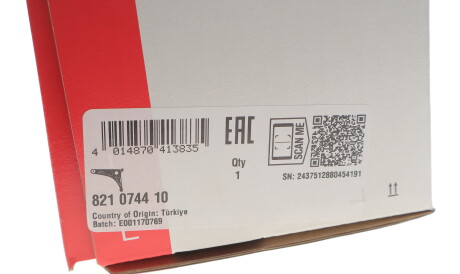 4 014870 413835
EAC
Qty
1
SCAN ME
SN: 2437512880454191
821 0744 10
Country of Origin: Türkiye
Batch: E001170769
L